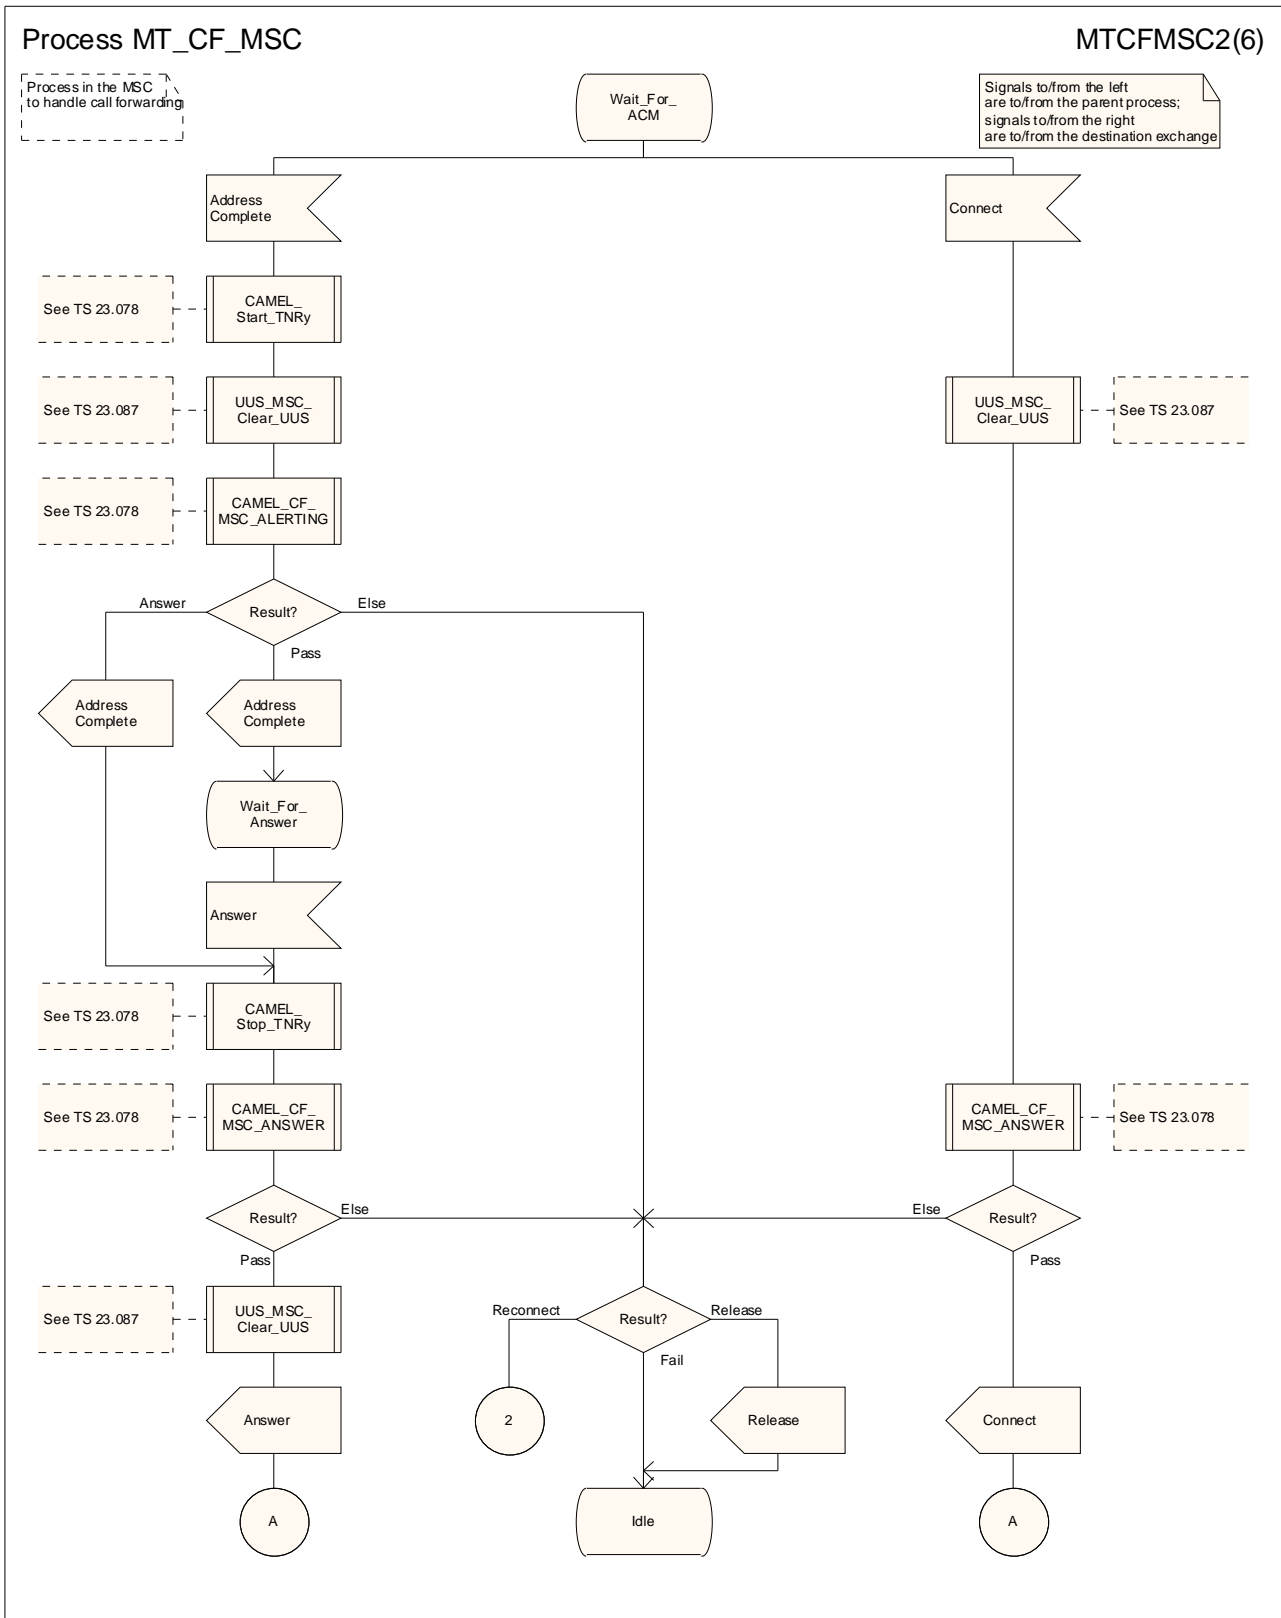 Process MT_CF_MSC
MTCFMSC2(6)
Process in the MSC
to handle call forwarding
Wait_For_
ACM
Signals to/from the left
are to/from the parent process;
signals to/from the right
are to/from the destination exchange
Address
Complete
Connect
See TS 23.078
CAMEL_
Start_TNRy
See TS 23.087
UUS_MSC_
Clear_UUS
UUS_MSC_
Clear_UUS
See TS 23.087
See TS 23.078
CAMEL_CF_
MSC_ALERTING
Answer
Result?
Else
Pass
Address
Complete
Address
Complete
Wait_For_
Answer
Answer
See TS 23.078
CAMEL_
Stop_TNRy
See TS 23.078
CAMEL_CF_
MSC_ANSWER
CAMEL_CF_
MSC_ANSWER
See TS 23.078
Result?
Else
Else
Result?
Pass
Pass
See TS 23.087
UUS_MSC_
Clear_UUS
Reconnect
Result?
Release
Fail
Answer
2
Release
Connect
A
Idle
A